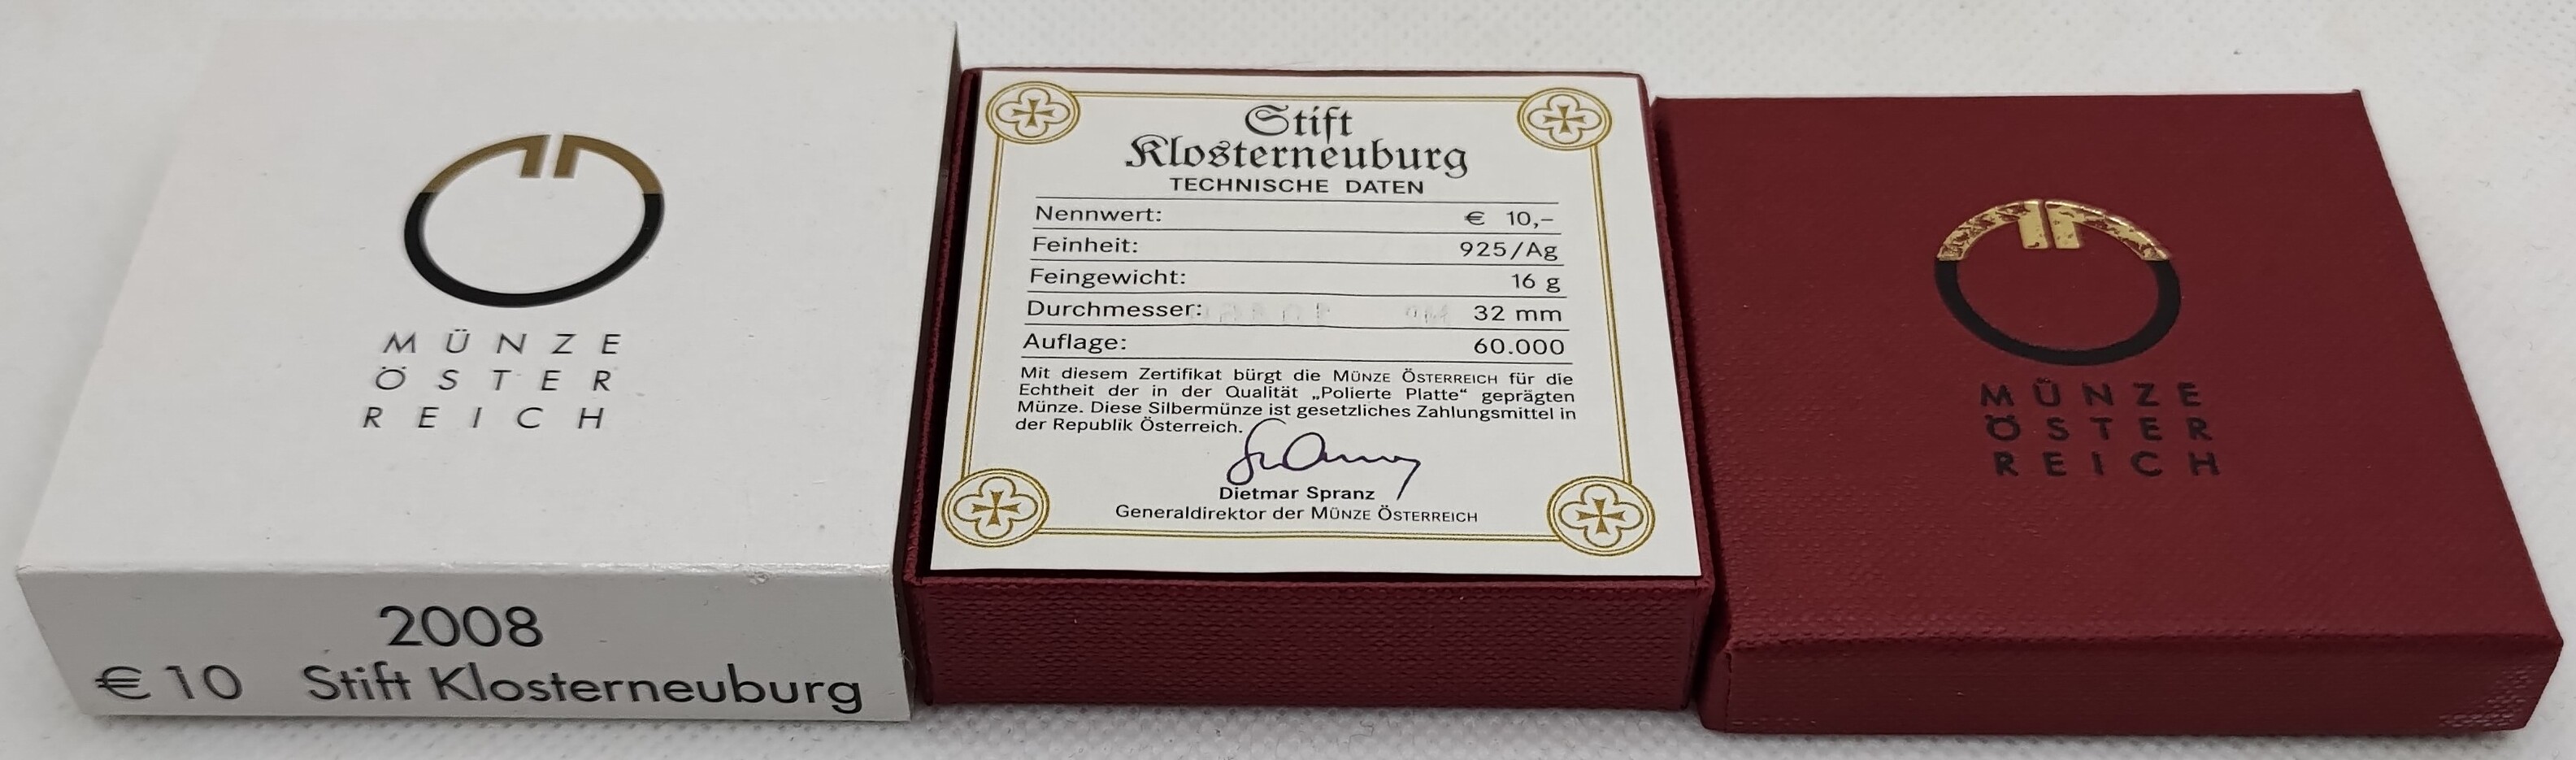 MÜNZE
ÖSTER
REICH
2008
€ 10 Stift Klosterneuburg
Stift
Klosterneuburg
TECHNISCHE DATEN
Nennwert: € 10,–
Feinheit: 925/Ag
Feingewicht: 16 g
Durchmesser: 32 mm
Auflage: 60.000
Mit diesem Zertifikat bürgt die MÜNZE ÖSTERREICH für die
Echtheit der in der Qualität „Polierte Platte“ geprägten
Münze. Diese Silbermünze ist gesetzliches Zahlungsmittel in
der Republik Österreich.
Dietmar Spranz
Generaldirektor der MÜNZE ÖSTERREICH
MÜNZE
ÖSTER
REICH